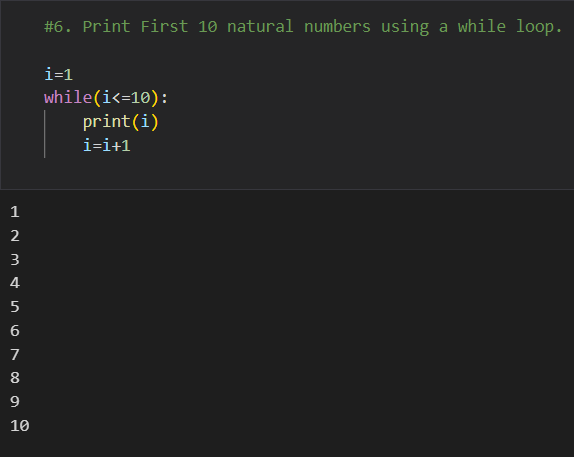 #6. Print First 10 natural numbers using a while loop.
i=1
while(i<=10):
    print(i)
    i=i+1
1
2
3
4
5
6
7
8
9
10